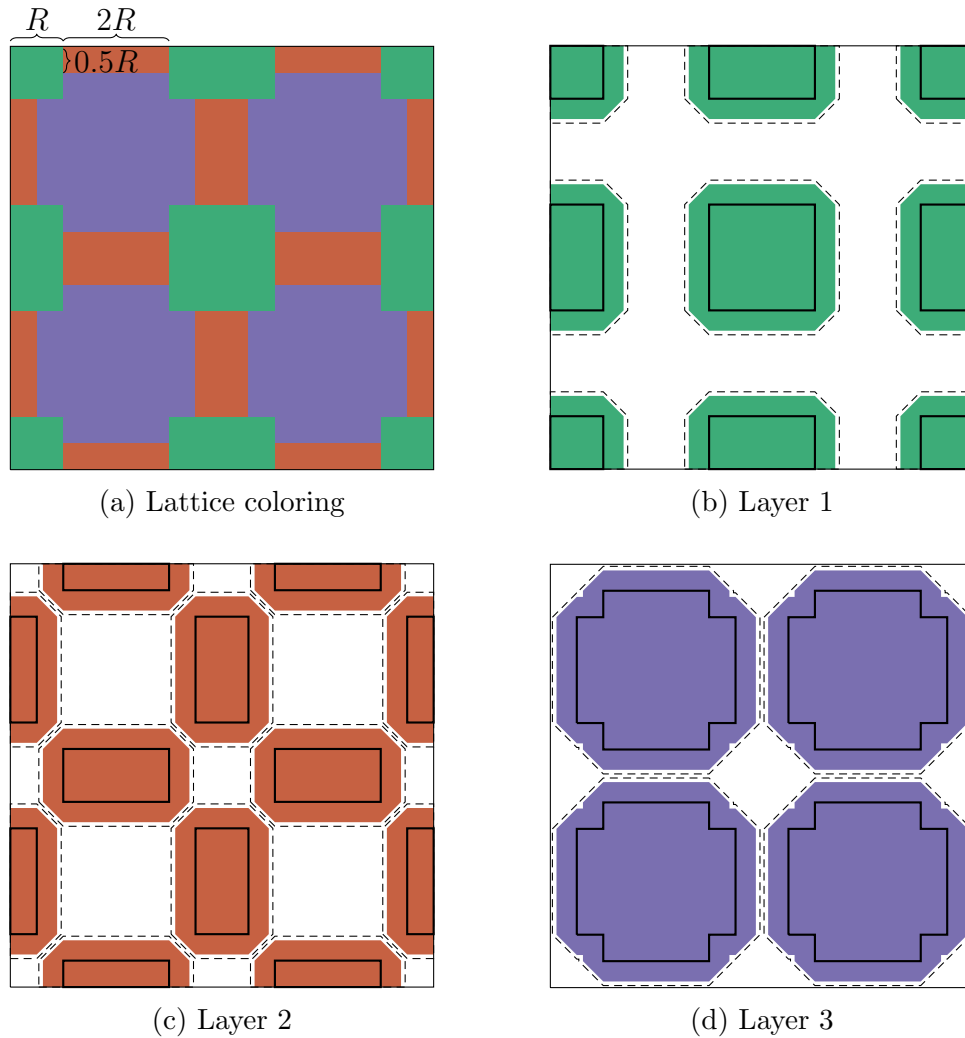 R 2R
}0.5R
(a) Lattice coloring
(b) Layer 1
(c) Layer 2
(d) Layer 3